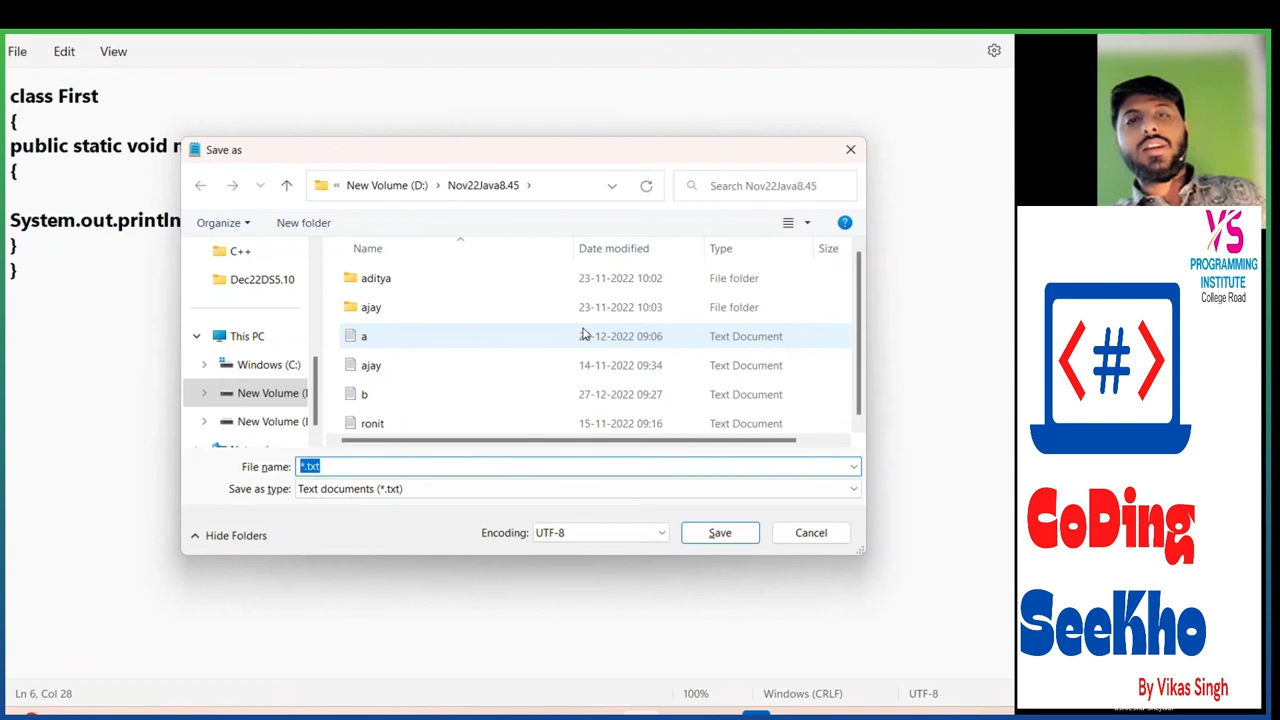 File Edit View
class First
{
public static void
{
System.out.println
}
}
Save as
« New Volume (D:) › Nov22Java8.45 ›
Search Nov22Java8.45
Organize New folder
Name Date modified Type Size
C++
Dec22DS5.10
This PC
Windows (C:)
New Volume (
New Volume (
aditya 23-11-2022 10:02 File folder
ajay 23-11-2022 10:03 File folder
a -12-2022 09:06 Text Document
ajay 14-11-2022 09:34 Text Document
b 27-12-2022 09:27 Text Document
ronit 15-11-2022 09:16 Text Document
File name: *.txt
Save as type: Text documents (*.txt)
Hide Folders
Encoding: UTF-8
Save
Cancel
Ln 6, Col 28
100%
Windows (CRLF)
UTF-8
VS
PROGRAMMING
INSTITUTE
College Road
<#>
CoDing
SeeKho
By Vikas Singh